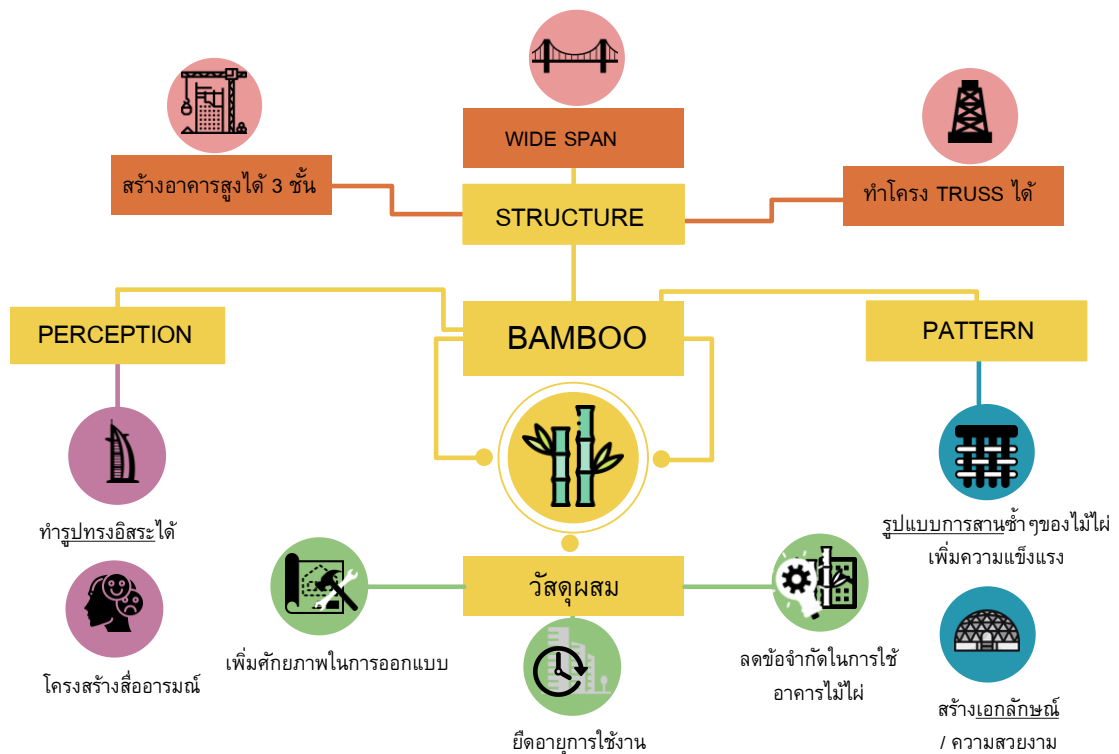 WIDE SPAN
สร้างอาคารสูงได้ 3 ชั้น
ทำโครง TRUSS ได้
STRUCTURE
PERCEPTION
BAMBOO
PATTERN
ทำรูปทรงอิสระได้
รูปแบบการสานซ้ำๆของไม้ไผ่
เพิ่มความแข็งแรง
วัสดุผสม
เพิ่มศักยภาพในการออกแบบ
ลดข้อจำกัดในการใช้
อาคารไม้ไผ่
โครงสร้างสื่ออารมณ์
สร้างเอกลักษณ์
/ ความสวยงาม
ยืดอายุการใช้งาน